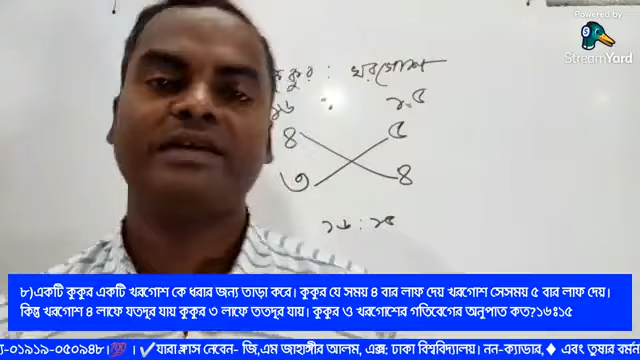 Powered by
StreamYard
কুকুর : খরগোশ
১৬ : ১৫
৪ ৫
৩ ৪
১৬ : ১৫
৮)একটি কুকুর একটি খরগোশ কে ধরার জন্য তাড়া করে। কুকুর যে সময় ৪ বার লাফ দেয় খরগোশ সেসময় ৫ বার লাফ দেয়।
কিন্তু খরগোশ ৪ লাফে যতদূর যায় কুকুর ৩ লাফে ততদূর যায়। কুকুর ও খরগোশের গতিবেগের অনুপাত কত?১৬ঃ১৫
-০১৯১৯-০৫০৯৪৮।💯। ✔যারা ক্লাস নেবেন- জি,এম জাহাঙ্গীর আলম, এক্স: ঢাকা বিশ্ববিদ্যালয়। নন-ক্যাডার, ♦ এবং তুষার বর্মন